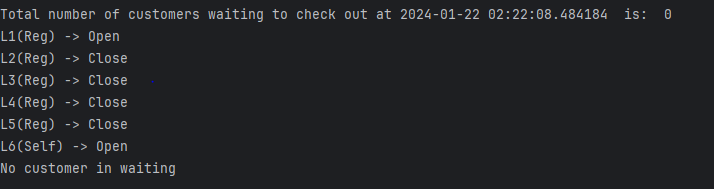 Total number of customers waiting to check out at 2024-01-22 02:22:08.484184  is:  0
L1(Reg) -> Open
L2(Reg) -> Close
L3(Reg) -> Close
L4(Reg) -> Close
L5(Reg) -> Close
L6(Self) -> Open
No customer in waiting